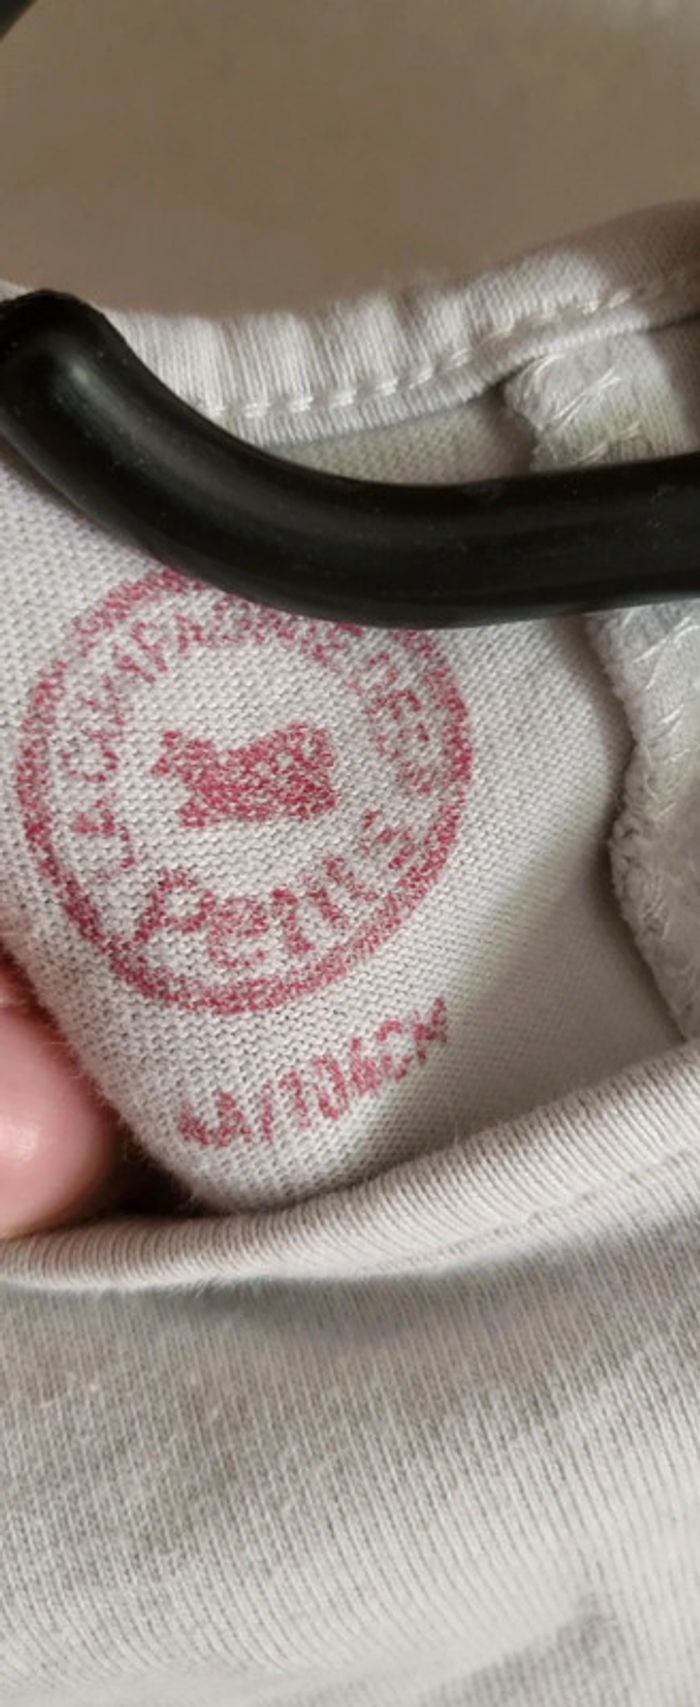 LA COMPAGNIE DES
Petits
4A/104CM